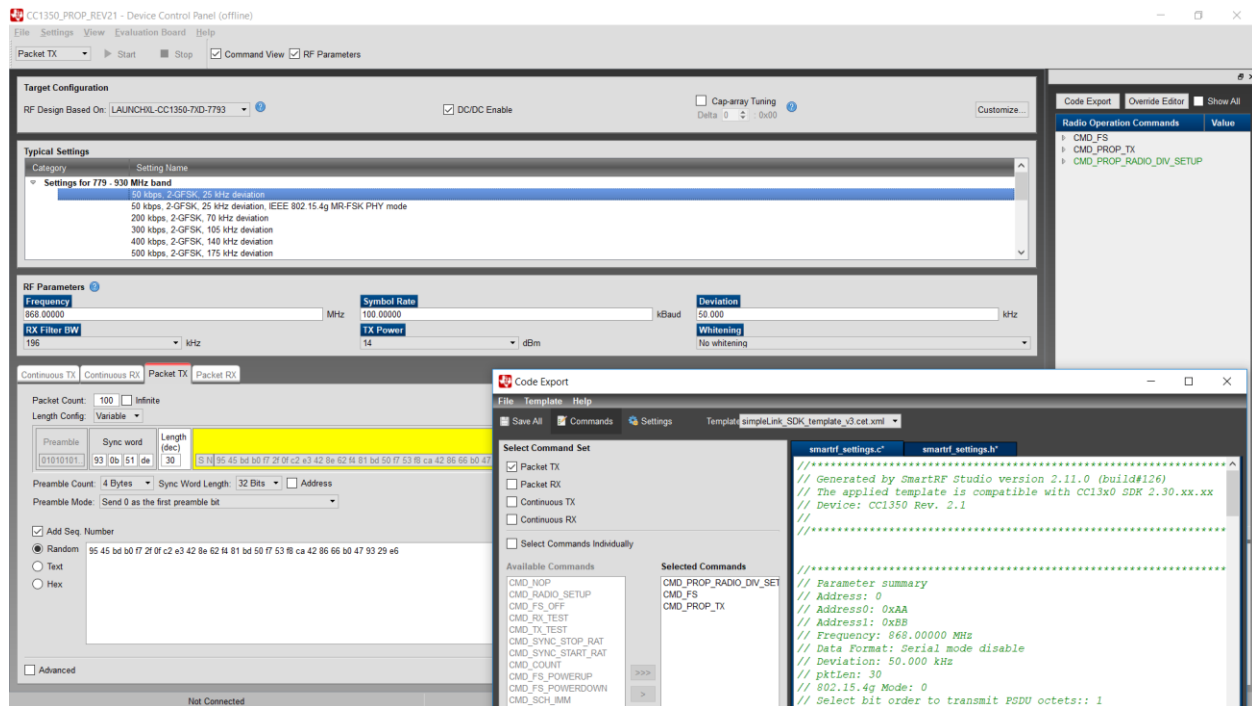 CC1350_PROP_REV21 - Device Control Panel (offline)
File Settings View Evaluation Board Help
Packet TX Start Stop Command View RF Parameters
Target Configuration
RF Design Based On: LAUNCHXL-CC1350-7XD-7793 DC/DC Enable Cap-array Tuning Customize...
Delta 0 : 0x00
Typical Settings
Category Setting Name
Settings for 779 - 930 MHz band
50 kbps, 2-GFSK, 25 kHz deviation
50 kbps, 2-GFSK, 25 kHz deviation, IEEE 802.15.4g MR-FSK PHY mode
200 kbps, 2-GFSK, 70 kHz deviation
300 kbps, 2-GFSK, 105 kHz deviation
400 kbps, 2-GFSK, 140 kHz deviation
500 kbps, 2-GFSK, 175 kHz deviation
RF Parameters
Frequency Symbol Rate Deviation
868.00000 MHz 100.00000 kBaud 50.000 kHz
RX Filter BW TX Power Whitening
196 kHz 14 dBm No whitening
Continuous TX Continuous RX Packet TX Packet RX
Packet Count: 100 Infinite
Length Config: Variable
Preamble Sync word Length (dec)
01010101... 93 0b 51 de 30 S N 95 45 bd b0 f7 2f 0f c2 e3 42 8e 62 f4 81 bd 50 f7 53 f8 ca 42 86 66 b0 47
Preamble Count: 4 Bytes Sync Word Length: 32 Bits Address
Preamble Mode: Send 0 as the first preamble bit
Add Seq. Number
Random 95 45 bd b0 f7 2f 0f c2 e3 42 8e 62 f4 81 bd 50 f7 53 f8 ca 42 86 66 b0 47 93 29 e6
Text
Hex
Advanced
Not Connected
Code Export Override Editor Show All
Radio Operation Commands Value
CMD_FS
CMD_PROP_TX
CMD_PROP_RADIO_DIV_SETUP
Code Export
File Template Help
Save All Commands Settings Template simpleLink_SDK_template_v3.cet.xml
Select Command Set
Packet TX
Packet RX
Continuous TX
Continuous RX
Select Commands Individually
Available Commands
CMD_NOP
CMD_RADIO_SETUP
CMD_FS_OFF
CMD_RX_TEST
CMD_TX_TEST
CMD_SYNC_STOP_RAT
CMD_SYNC_START_RAT
CMD_COUNT
CMD_FS_POWERUP
CMD_FS_POWERDOWN
CMD_SCH_IMM
>>>
>
Selected Commands
CMD_PROP_RADIO_DIV_SET
CMD_FS
CMD_PROP_TX
smartrf_settings.c* smartrf_settings.h*
//*********************************************************
// Generated by SmartRF Studio version 2.11.0 (build#126)
// The applied template is compatible with CC13x0 SDK 2.30.xx.xx
// Device: CC1350 Rev. 2.1
//
//*********************************************************
//*********************************************************
// Parameter summary
// Address: 0
// Address0: 0xAA
// Address1: 0xBB
// Frequency: 868.00000 MHz
// Data Format: Serial mode disable
// Deviation: 50.000 kHz
// pktLen: 30
// 802.15.4g Mode: 0
// Select bit order to transmit PSDU octets:: 1